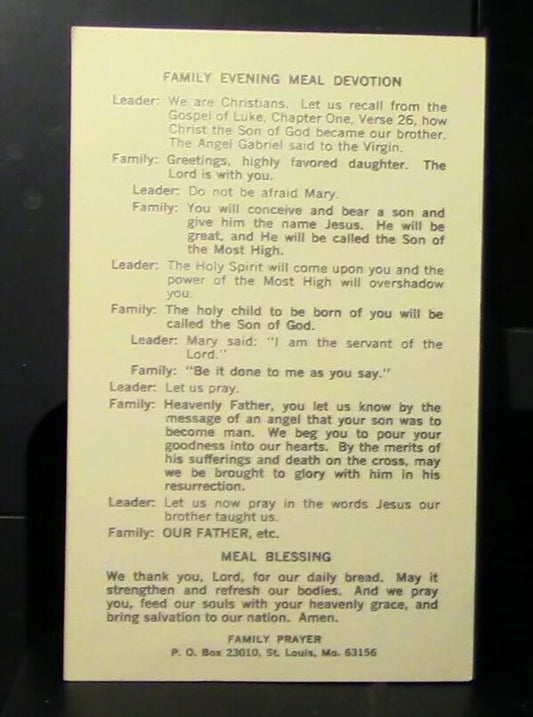 FAMILY EVENING MEAL DEVOTION
Leader: We are Christians. Let us recall from the
Gospel of Luke, Chapter One, Verse 26, how
Christ the Son of God became our brother.
The Angel Gabriel said to the Virgin.
Family: Greetings, highly favored daughter. The
Lord is with you.
Leader: Do not be afraid Mary.
Family: You will conceive and bear a son and
give him the name Jesus. He will be
great, and He will be called the Son of
the Most High.
Leader: The Holy Spirit will come upon you and the
power of the Most High will overshadow
you.
Family: The holy child to be born of you will be
called the Son of God.
Leader: Mary said: "I am the servant of the
Lord."
Family: "Be it done to me as you say."
Leader: Let us pray.
Family: Heavenly Father, you let us know by the
message of an angel that your son was to
become man. We beg you to pour your
goodness into our hearts. By the merits of
his sufferings and death on the cross, may
we be brought to glory with him in his
resurrection.
Leader: Let us now pray in the words Jesus our
brother taught us.
Family: OUR FATHER, etc.
MEAL BLESSING
We thank you, Lord, for our daily bread. May it
strengthen and refresh our bodies. And we pray
you, feed our souls with your heavenly grace, and
bring salvation to our nation. Amen.
FAMILY PRAYER
P. O. Box 23010, St. Louis, Mo. 63156